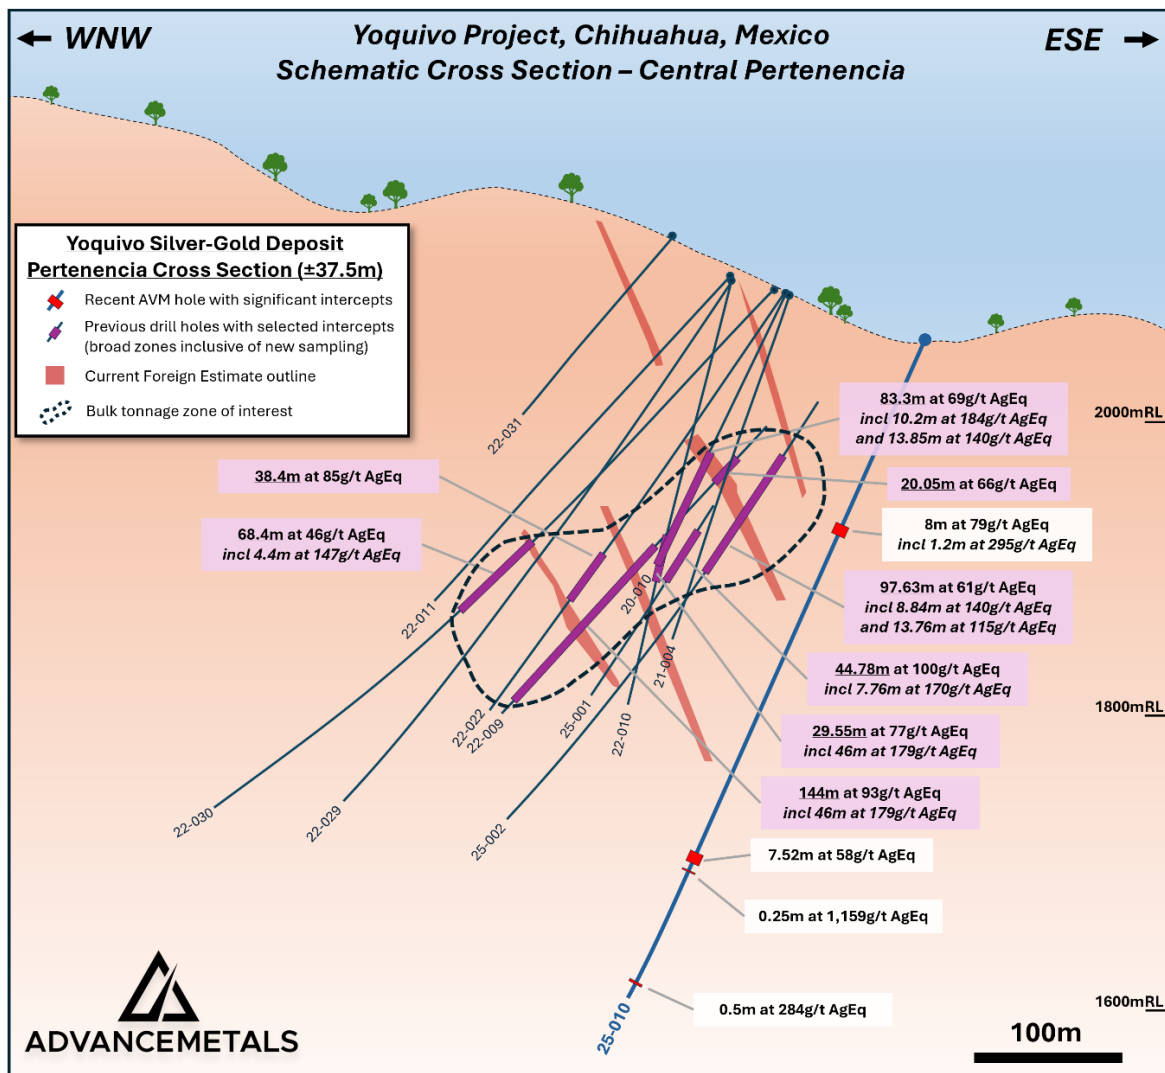 WNW
Yoquivo Project, Chihuahua, Mexico
Schematic Cross Section – Central Pertenencia
ESE
Yoquivo Silver-Gold Deposit
Pertenencia Cross Section (±37.5m)
Recent AVM hole with significant intercepts
Previous drill holes with selected intercepts
(broad zones inclusive of new sampling)
Current Foreign Estimate outline
Bulk tonnage zone of interest
22-031
83.3m at 69g/t AgEq
incl 10.2m at 184g/t AgEq
and 13.85m at 140g/t AgEq
2000mRL
38.4m at 85g/t AgEq
20.05m at 66g/t AgEq
68.4m at 46g/t AgEq
incl 4.4m at 147g/t AgEq
8m at 79g/t AgEq
incl 1.2m at 295g/t AgEq
22-011
20-010
97.63m at 61g/t AgEq
incl 8.84m at 140g/t AgEq
and 13.76m at 115g/t AgEq
21-004
44.78m at 100g/t AgEq
incl 7.76m at 170g/t AgEq
1800mRL
22-022
22-009
25-001
22-010
29.55m at 77g/t AgEq
incl 46m at 179g/t AgEq
22-030
22-029
25-002
144m at 93g/t AgEq
incl 46m at 179g/t AgEq
7.52m at 58g/t AgEq
0.25m at 1,159g/t AgEq
0.5m at 284g/t AgEq
1600mRL
25-010
100m
ADVANCEMETALS